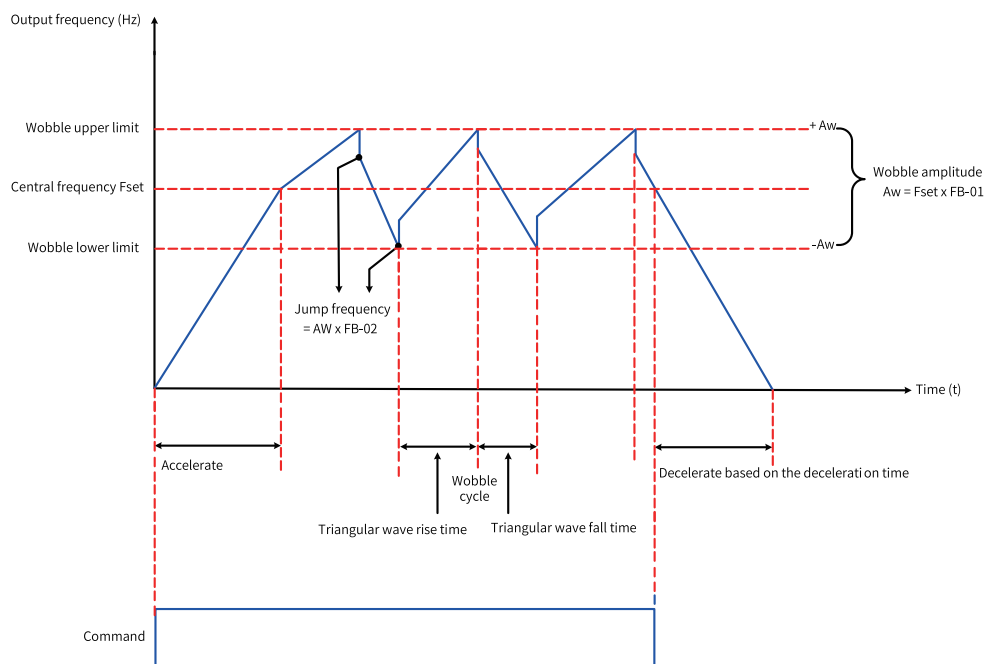 Output frequency (Hz)
Wobble upper limit
+ Aw
Wobble amplitude
Aw = Fset x FB-01
Central frequency Fset
Wobble lower limit
-Aw
Jump frequency
= AW x FB-02
Time (t)
Accelerate
Wobble
cycle
Decelerate based on the deceleration time
Triangular wave rise time
Triangular wave fall time
Command